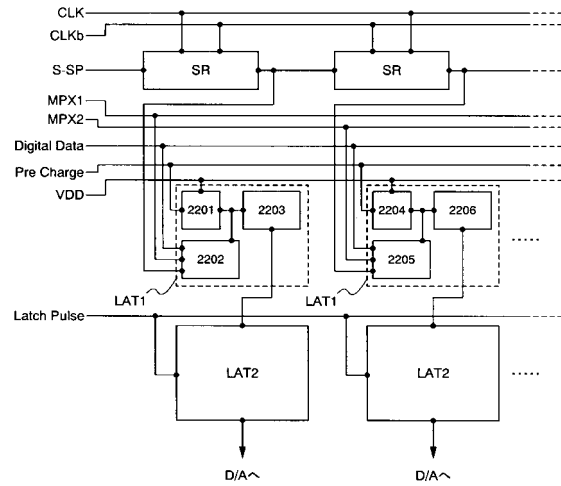 CLK
CLKb
S-SP
SR
SR
MPX1
MPX2
Digital Data
Pre Charge
VDD
2201
2203
2204
2206
2202
2205
LAT1
LAT1
Latch Pulse
LAT2
LAT2
D/Aへ
D/Aへ